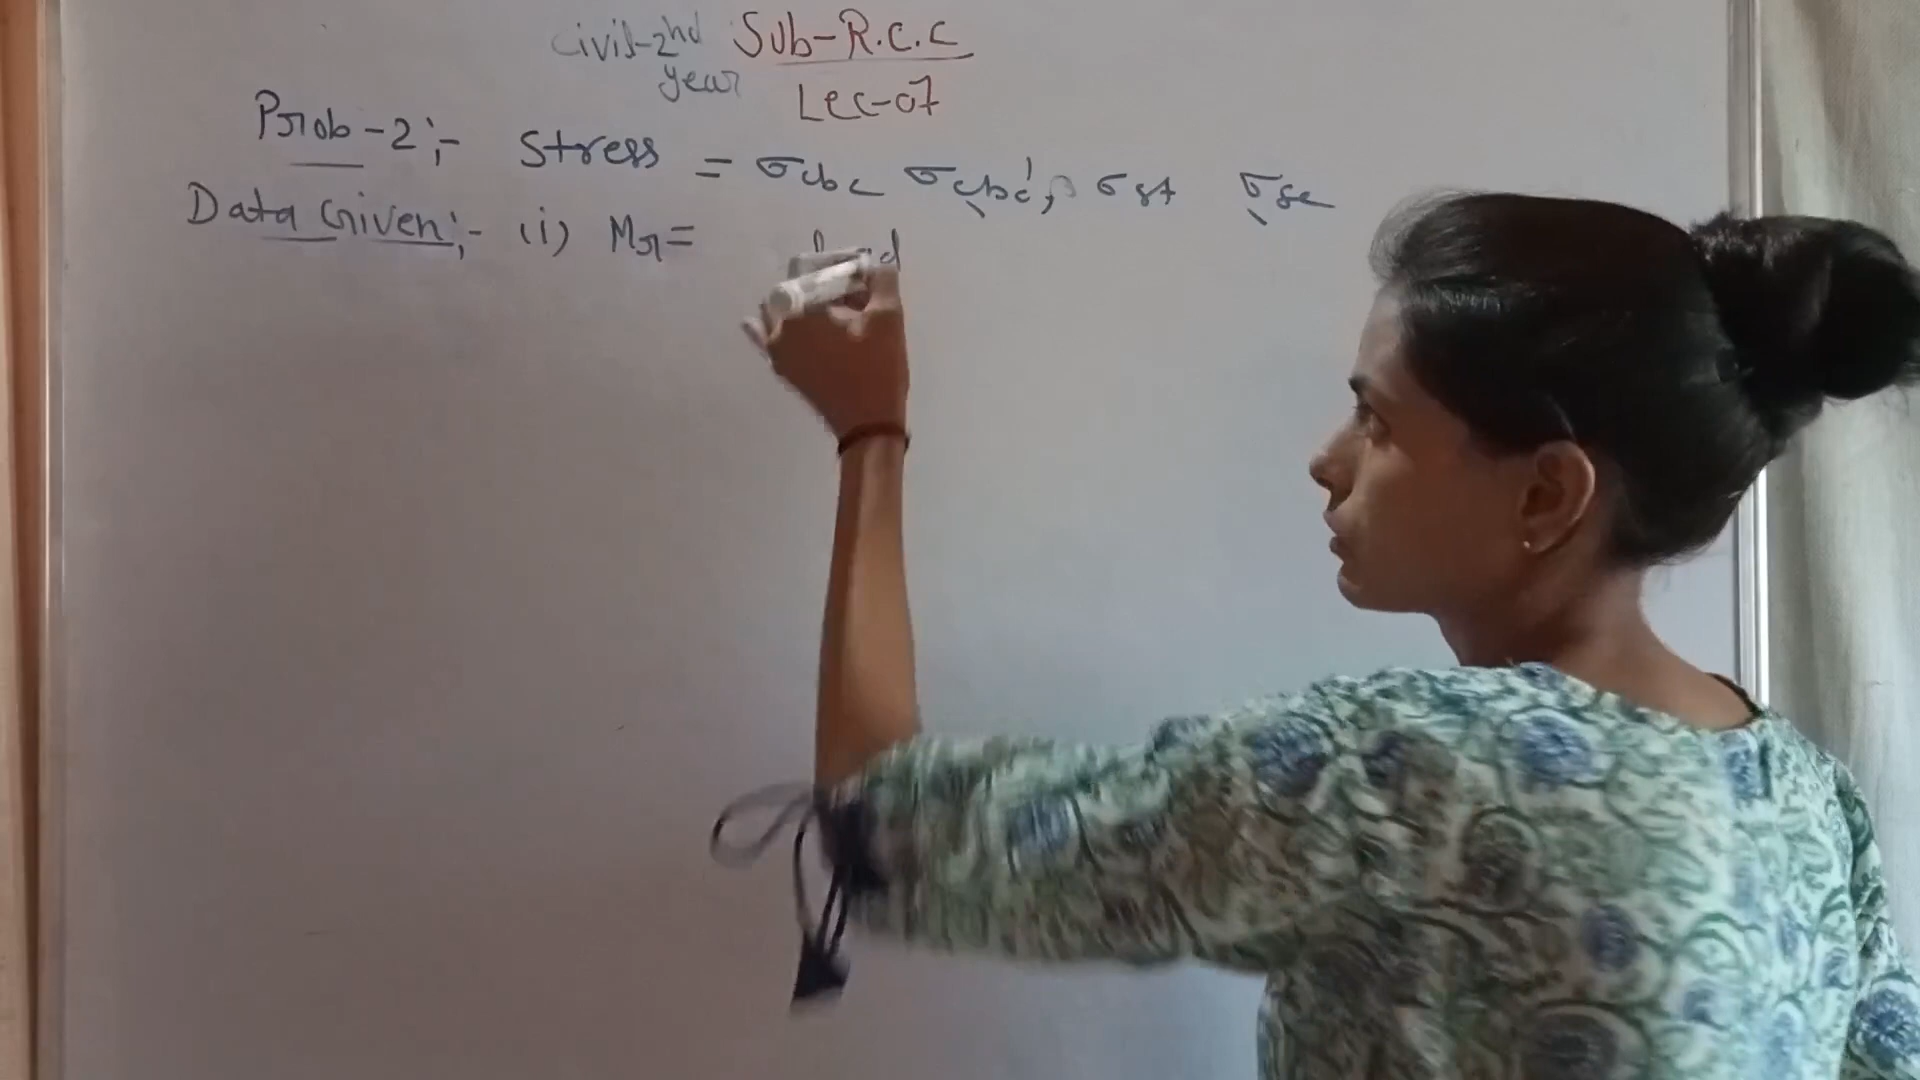 Civil-2nd year Sub-R.C.C
Lec-07
Prob-2:- Stress = σcbc σcbc', σst σsc
Data Given:- (i) Mr =